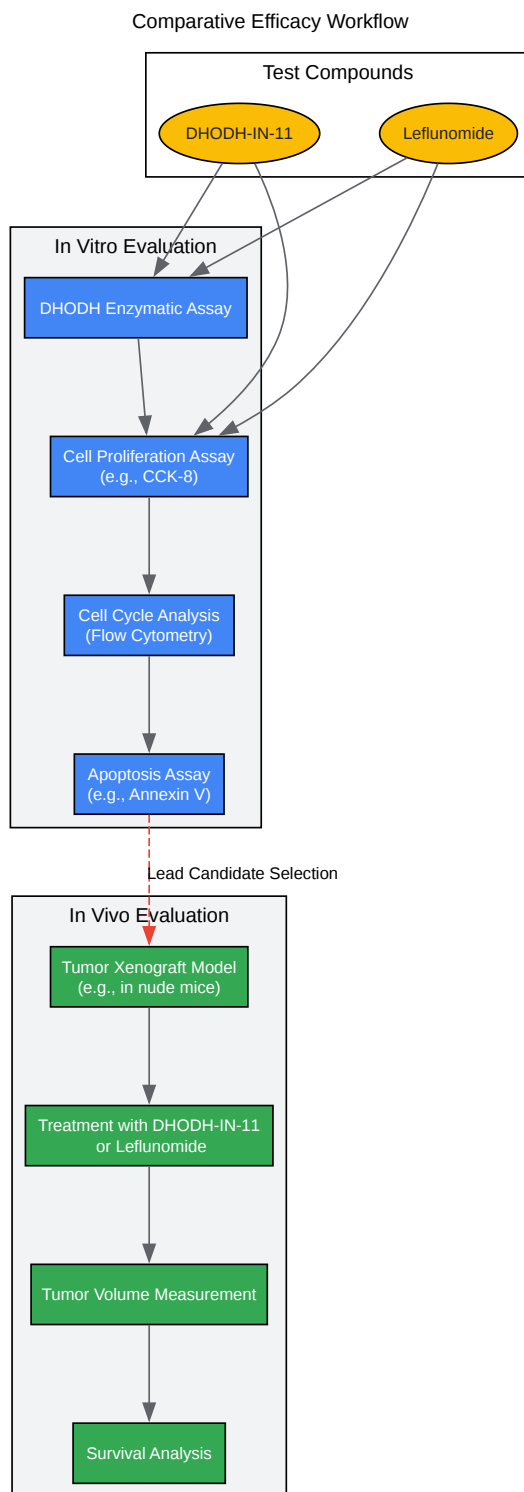 Comparative Efficacy Workflow
Test Compounds
DHODH-IN-11
Leflunomide
In Vitro Evaluation
DHODH Enzymatic Assay
Cell Proliferation Assay
(e.g., CCK-8)
Cell Cycle Analysis
(Flow Cytometry)
Apoptosis Assay
(e.g., Annexin V)
Lead Candidate Selection
In Vivo Evaluation
Tumor Xenograft Model
(e.g., in nude mice)
Treatment with DHODH-IN-11
or Leflunomide
Tumor Volume Measurement
Survival Analysis